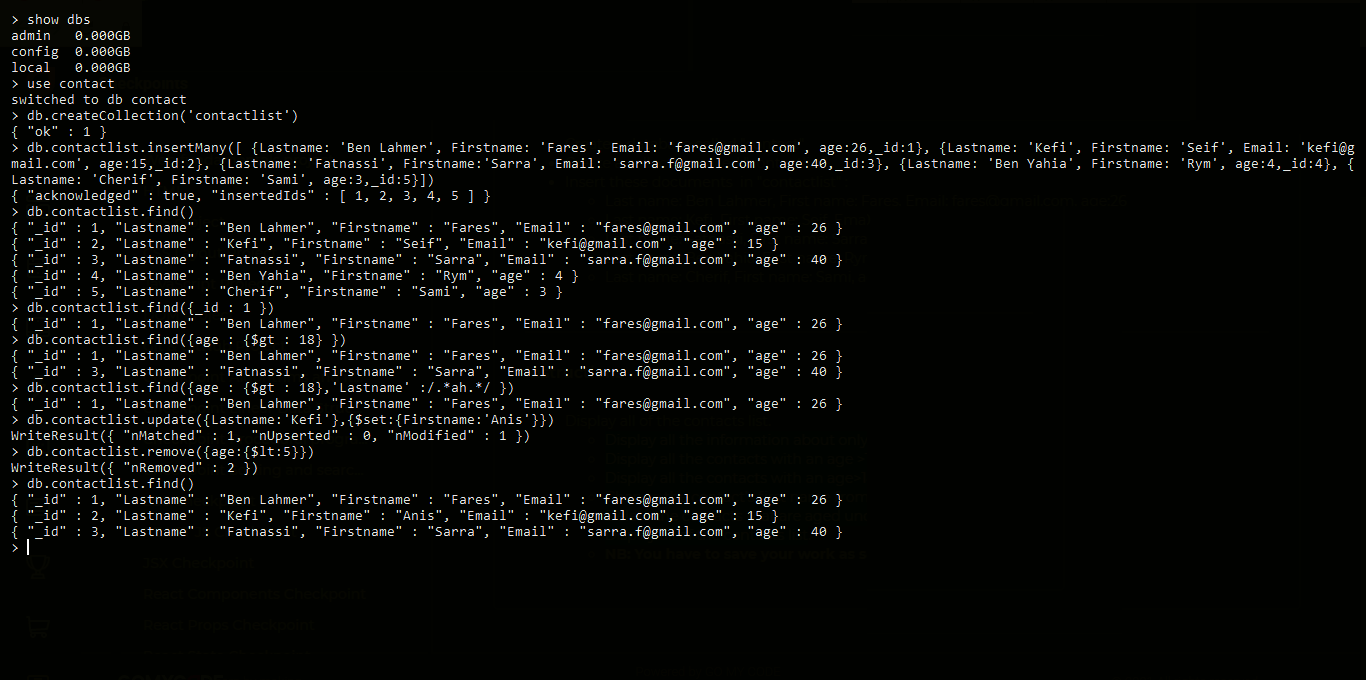 > show dbs
admin   0.000GB
config  0.000GB
local   0.000GB
> use contact
switched to db contact
> db.createCollection('contactlist')
{ "ok" : 1 }
> db.contactlist.insertMany([ {Lastname: 'Ben Lahmer', Firstname: 'Fares', Email: 'fares@gmail.com', age:26,_id:1}, {Lastname: 'Kefi', Firstname: 'Seif', Email: 'kefi@g
mail.com', age:15,_id:2}, {Lastname: 'Fatnassi', Firstname:'Sarra', Email: 'sarra.f@gmail.com', age:40,_id:3}, {Lastname: 'Ben Yahia', Firstname: 'Rym', age:4,_id:4}, {
Lastname: 'Cherif', Firstname: 'Sami', age:3,_id:5}])
{ "acknowledged" : true, "insertedIds" : [ 1, 2, 3, 4, 5 ] }
> db.contactlist.find()
{ "_id" : 1, "Lastname" : "Ben Lahmer", "Firstname" : "Fares", "Email" : "fares@gmail.com", "age" : 26 }
{ "_id" : 2, "Lastname" : "Kefi", "Firstname" : "Seif", "Email" : "kefi@gmail.com", "age" : 15 }
{ "_id" : 3, "Lastname" : "Fatnassi", "Firstname" : "Sarra", "Email" : "sarra.f@gmail.com", "age" : 40 }
{ "_id" : 4, "Lastname" : "Ben Yahia", "Firstname" : "Rym", "age" : 4 }
{ "_id" : 5, "Lastname" : "Cherif", "Firstname" : "Sami", "age" : 3 }
> db.contactlist.find({_id : 1 })
{ "_id" : 1, "Lastname" : "Ben Lahmer", "Firstname" : "Fares", "Email" : "fares@gmail.com", "age" : 26 }
> db.contactlist.find({age : {$gt : 18} })
{ "_id" : 1, "Lastname" : "Ben Lahmer", "Firstname" : "Fares", "Email" : "fares@gmail.com", "age" : 26 }
{ "_id" : 3, "Lastname" : "Fatnassi", "Firstname" : "Sarra", "Email" : "sarra.f@gmail.com", "age" : 40 }
> db.contactlist.find({age : {$gt : 18},'Lastname' :/.*ah.*/ })
{ "_id" : 1, "Lastname" : "Ben Lahmer", "Firstname" : "Fares", "Email" : "fares@gmail.com", "age" : 26 }
> db.contactlist.update({Lastname:'Kefi'},{$set:{Firstname:'Anis'}})
WriteResult({ "nMatched" : 1, "nUpserted" : 0, "nModified" : 1 })
> db.contactlist.remove({age:{$lt:5}})
WriteResult({ "nRemoved" : 2 })
> db.contactlist.find()
{ "_id" : 1, "Lastname" : "Ben Lahmer", "Firstname" : "Fares", "Email" : "fares@gmail.com", "age" : 26 }
{ "_id" : 2, "Lastname" : "Kefi", "Firstname" : "Anis", "Email" : "kefi@gmail.com", "age" : 15 }
{ "_id" : 3, "Lastname" : "Fatnassi", "Firstname" : "Sarra", "Email" : "sarra.f@gmail.com", "age" : 40 }
>
JSX Checkpoint
React Components Checkpoint
React Props Checkpoint